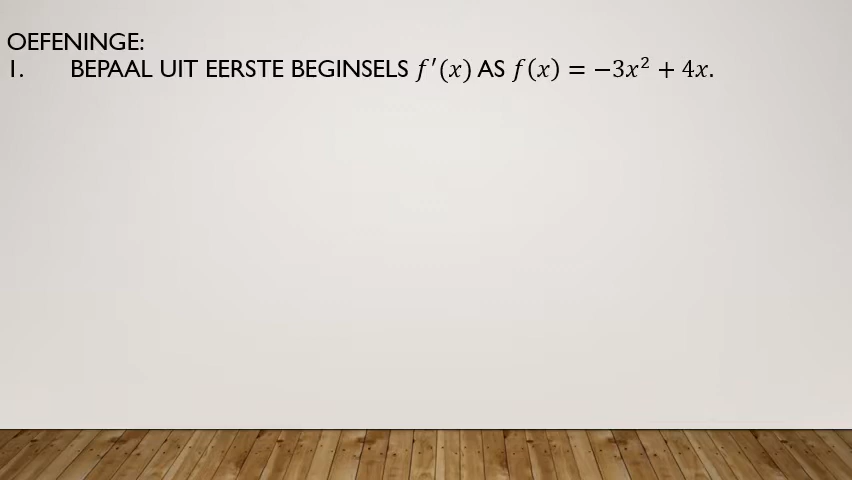 OEFENINGE:
1. BEPAAL UIT EERSTE BEGINSELS f′(x) AS f(x) = −3x² + 4x.